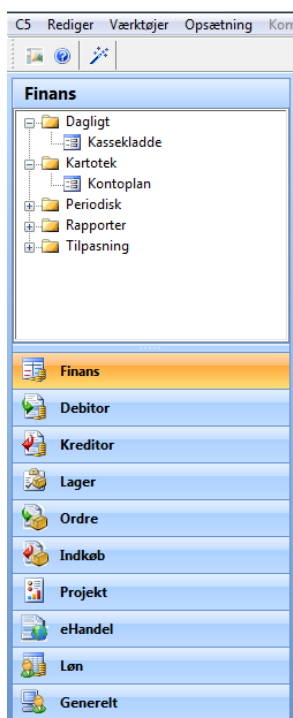 C5 Rediger Værktøjer Opsætning Kom
Finans
Dagligt
Kassekladde
Kartotek
Kontoplan
Periodisk
Rapporter
Tilpasning
Finans
Debitor
Kreditor
Lager
Ordre
Indkøb
Projekt
eHandel
Løn
Generelt